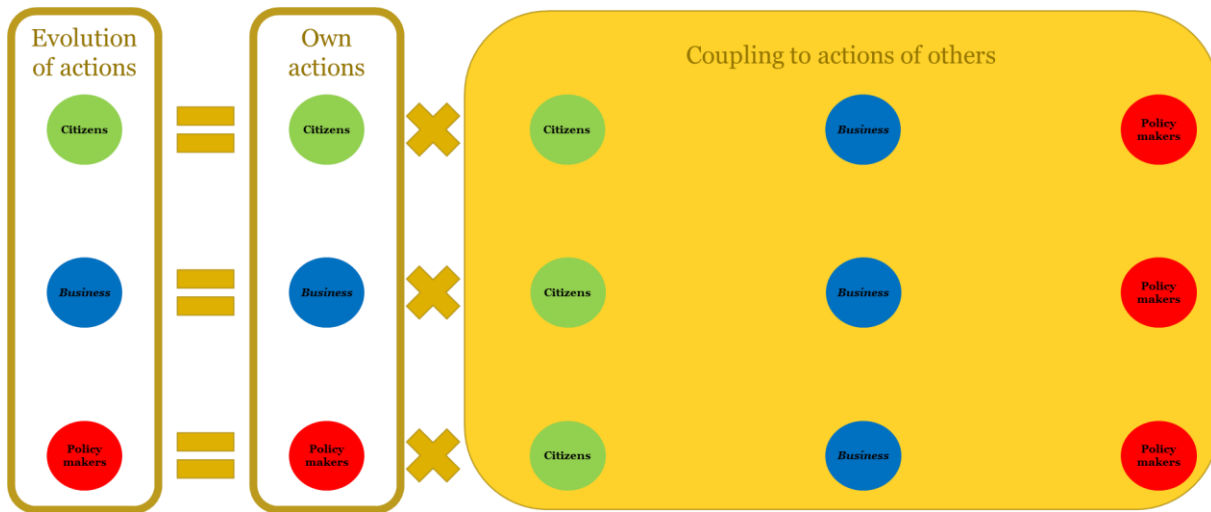 Evolution
of actions
Own
actions
Coupling to actions of others
Citizens
Citizens
Citizens
Business
Policy
makers
Business
Business
Citizens
Business
Policy
makers
Policy
makers
Policy
makers
Citizens
Business
Policy
makers